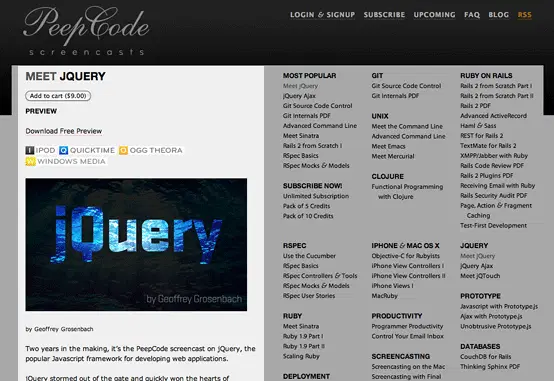 PeepCode
screencasts
LOGIN & SIGNUP SUBSCRIBE UPCOMING FAQ BLOG RSS
MEET JQUERY
Add to cart ($9.00)
PREVIEW
Download Free Preview
I IPOD Q QUICKTIME O OGG THEORA
W WINDOWS MEDIA
jQuery
by Geoffrey Grosenbach
by Geoffrey Grosenbach
Two years in the making, it's the PeepCode screencast on jQuery, the
popular Javascript framework for developing web applications.
jQuery stormed out of the gate and quickly won the hearts of
MOST POPULAR
Meet jQuery
jQuery Ajax
Git Source Code Control
Git Internals PDF
Advanced Command Line
Meet Sinatra
Rails 2 from Scratch I
RSpec Basics
RSpec Mocks & Models
SUBSCRIBE NOW!
Unlimited Subscription
Pack of 5 Credits
Pack of 10 Credits
GIT
Git Source Code Control
Git Internals PDF
UNIX
Meet the Command Line
Advanced Command Line
Meet Emacs
Meet Mercurial
CLOJURE
Functional Programming
with Clojure
RUBY ON RAILS
Rails 2 from Scratch Part I
Rails 2 from Scratch Part II
Rails 2 PDF
Advanced ActiveRecord
Haml & Sass
REST for Rails 2
TextMate for Rails 2
XMPP/Jabber with Ruby
Rails Code Review PDF
Rails 2 Plugins PDF
Receiving Email with Ruby
Rails Security Audit PDF
Page, Action & Fragment
Caching
Test-First Development
RSPEC
Use the Cucumber
RSpec Basics
RSpec Controllers & Tools
RSpec Mocks & Models
RSpec User Stories
RUBY
Meet Sinatra
Ruby 1.9 Part I
Ruby 1.9 Part II
Scaling Ruby
DEPLOYMENT
IPHONE & MAC OS X
Objective-C for Rubyists
iPhone View Controllers I
iPhone View Controllers II
iPhone Views I
MacRuby
PRODUCTIVITY
Programmer Productivity
Control Your Email Inbox
SCREENCASTING
Screencasting on the Mac
Screencasting with Final
JQUERY
Meet jQuery
jQuery Ajax
Meet JQTouch
PROTOTYPE
Javascript with Prototype.js
Ajax with Prototype.js
Unobtrusive Prototype.js
DATABASES
CouchDB for Rails
Thinking Sphinx PDF